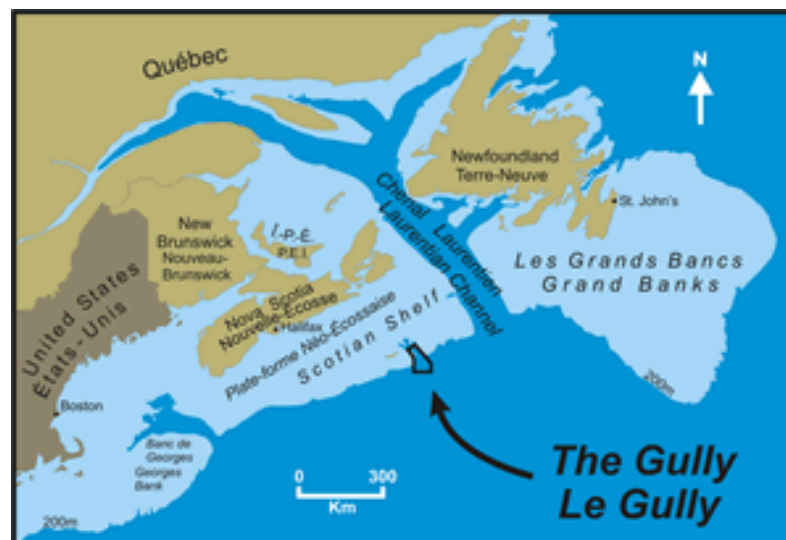 Québec
N
Newfoundland
Terre-Neuve
St. John's
Chenal Laurentien
Laurentian Channel
New
Brunswick
Nouveau-
Brunswick
Î.-P.-É.
P.E.I.
Les Grands Bancs
Grand Banks
United States
États-Unis
Nova Scotia
Nouvelle-Écosse
Halifax
Plate-forme Néo-Écossaise
Scotian Shelf
200m
Boston
Banc de
Georges
Georges
Bank
0 300
Km
The Gully
Le Gully
200m